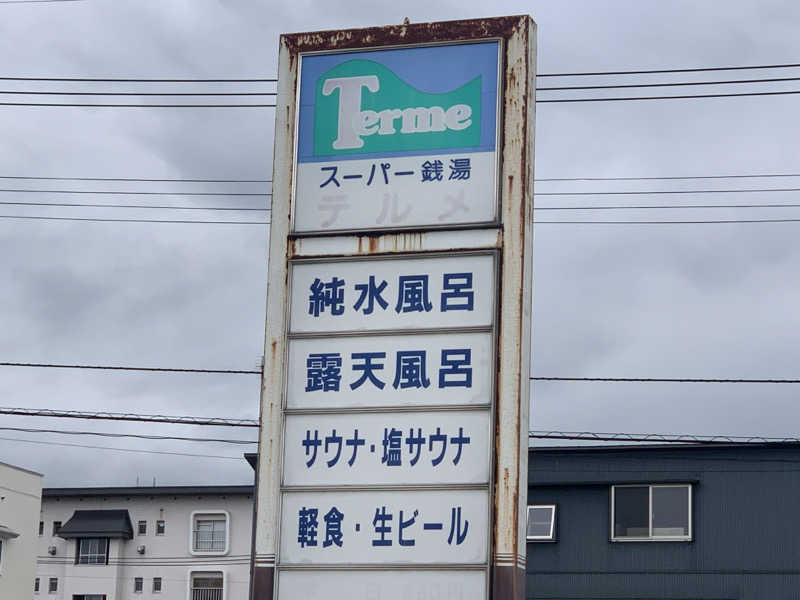 Terme
スーパー銭湯
テルメ
純水風呂
露天風呂
サウナ・塩サウナ
軽食・生ビール